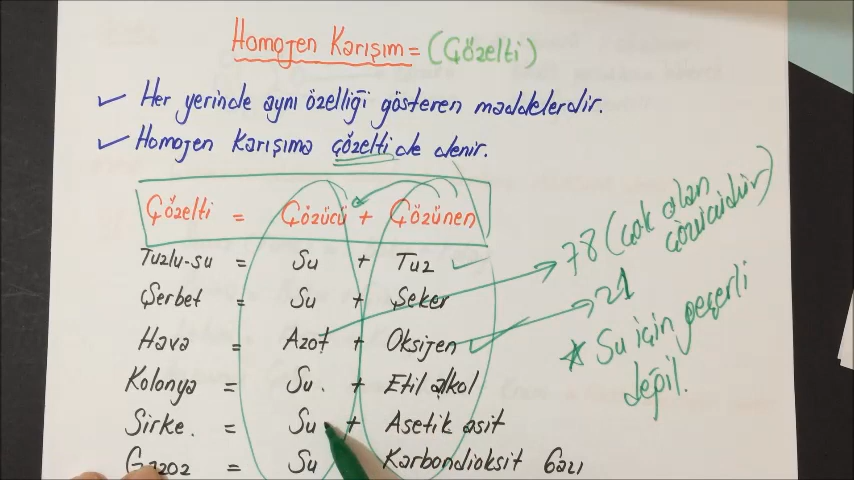 Homojen Karışım = (Çözelti)
✓ Her yerinde aynı özelliği gösteren maddelerdir.
✓ Homojen Karışıma çözelti de denir.
Çözelti = Çözücü + Çözünen
Tuzlu-su = Su + Tuz ✓
Şerbet = Su + Şeker
Hava = Azot + Oksijen ✓
Kolonya = Su + Etil alkol
Sirke = Su + Asetik asit
Gazoz = Su + Karbondioksit Gazı
78 (çok olan
çözücüdür)
21
* Su için geçerli
değil.